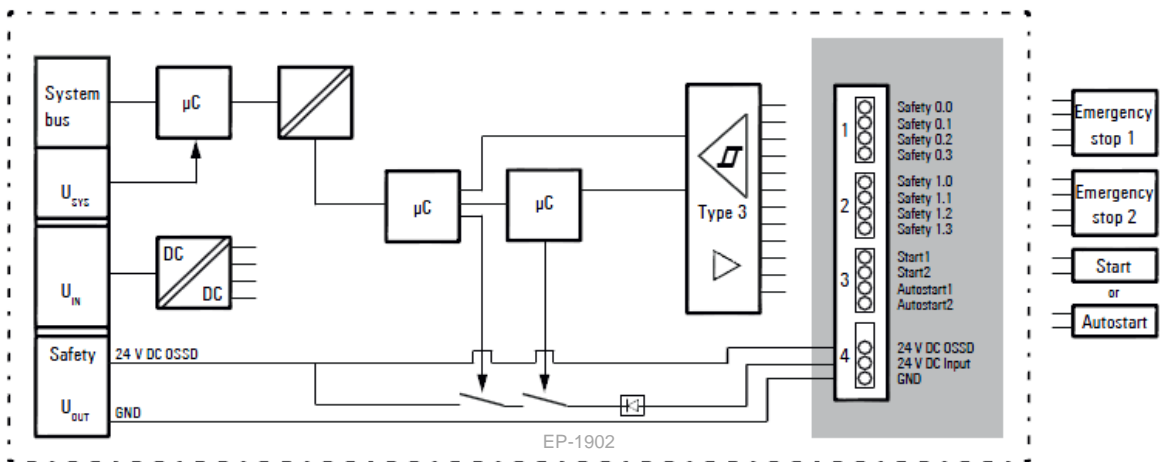 System
bus
U SYS
U IN
Safety
U OUT
µC
DC
DC
24 V DC OSSD
GND
µC
µC
Type 3
1
Safety 0.0
Safety 0.1
Safety 0.2
Safety 0.3
2
Safety 1.0
Safety 1.1
Safety 1.2
Safety 1.3
3
Start1
Start2
Autostart1
Autostart2
4
24 V DC OSSD
24 V DC Input
GND
Emergency
stop 1
Emergency
stop 2
Start
or
Autostart
EP-1902